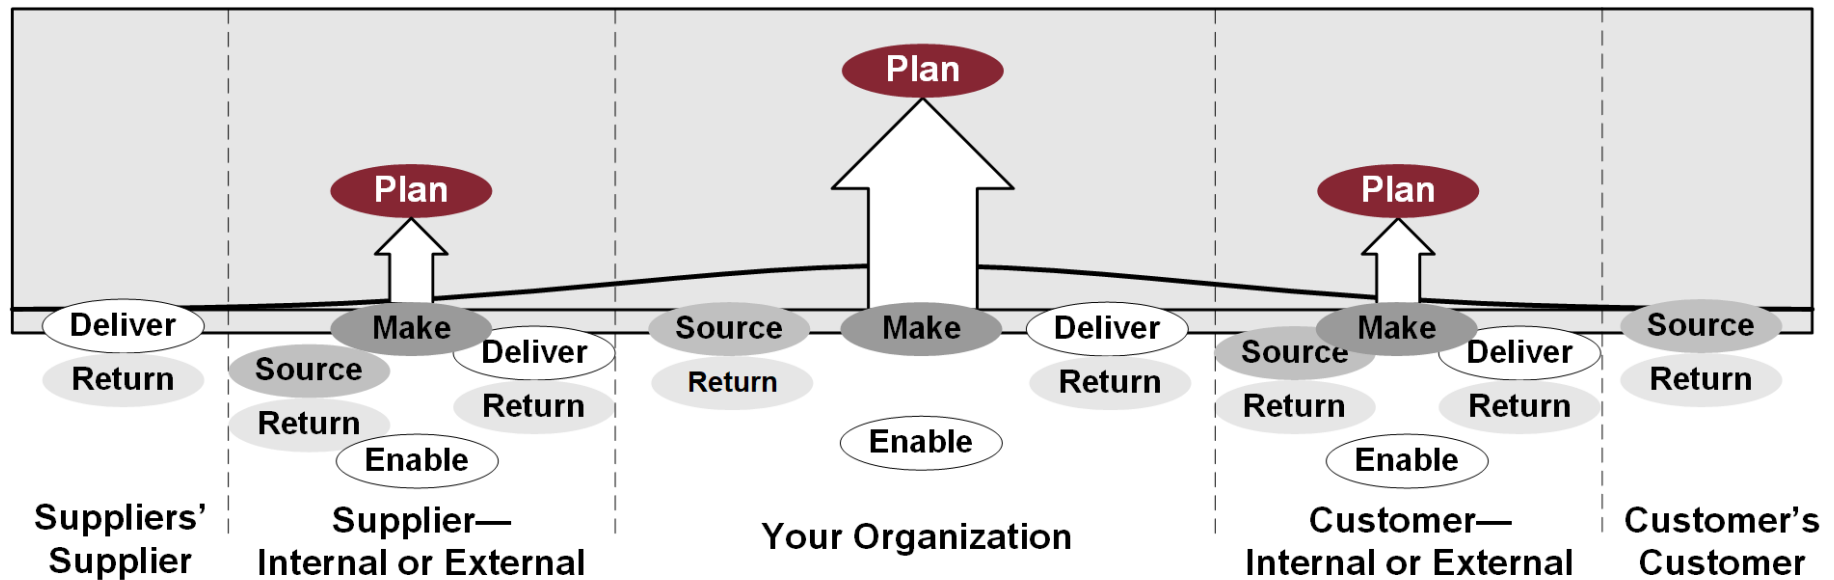 Plan
Plan
Plan
Deliver
Return
Source
Return
Make
Deliver
Return
Enable
Source
Return
Make
Deliver
Return
Enable
Source
Return
Make
Deliver
Return
Enable
Source
Return
Suppliers’
Supplier
Supplier—
Internal or External
Your Organization
Customer—
Internal or External
Customer’s
Customer